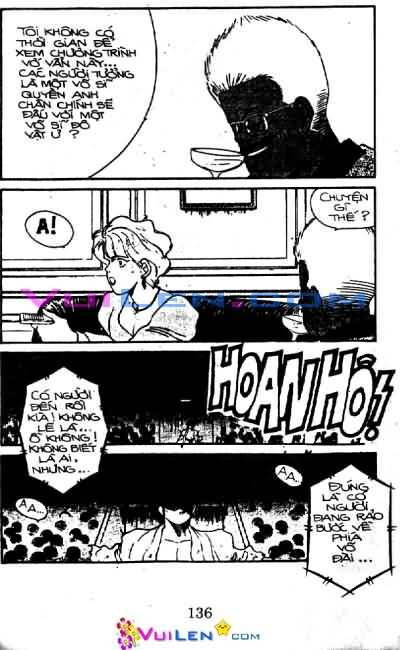 TÔI KHÔNG CÓ
THỜI GIAN ĐỂ
XEM CHƯƠNG TRÌNH
VỚ VẨN NÀY...
CÁC NGƯƠI TƯỞNG
LÀ MỘT VÕ SĨ
QUYỀN ANH
CHÂN CHÍNH SẼ
ĐẤU VỚI MỘT
VÕ SĨ ĐÔ
VẬT Ư ?
A!
CHUYỆN
GÌ
THẾ ?
VUILEN.COM
HOAN HÔ!
CÓ NGƯỜI
ĐẾN RỒI
KÌA ! KHÔNG
LẼ LÀ...
Ồ KHÔNG !
KHÔNG BIẾT
LÀ AI,
NHƯNG...
A A...
A A...
ĐÚNG
LÀ CÓ
NGƯỜI
ĐANG RẢO
BƯỚC VỀ
PHÍA
VÕ
ĐÀI ...
136
VUILEN.COM